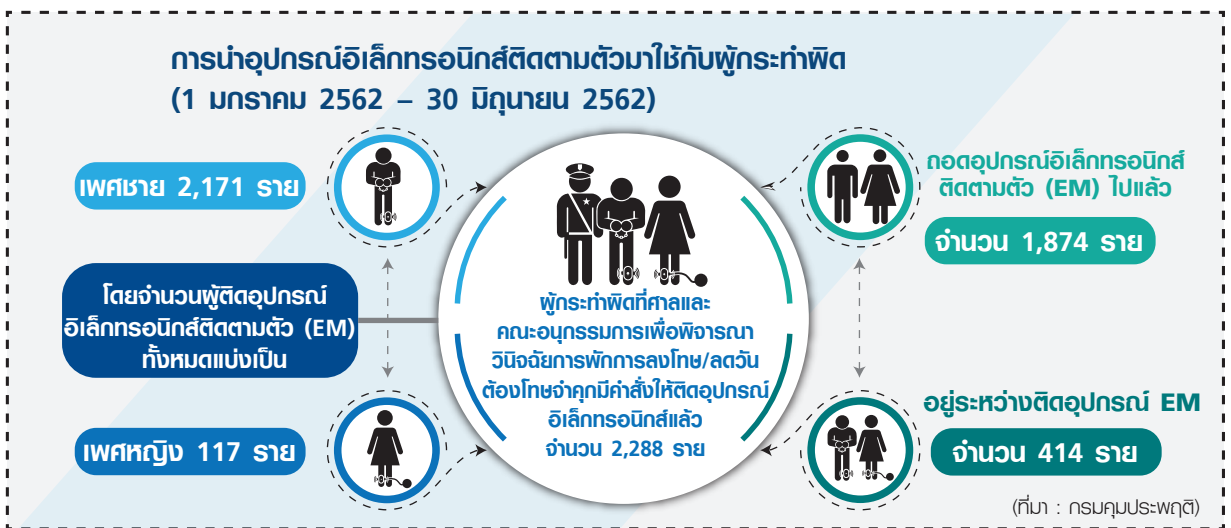 การนำอุปกรณ์อิเล็กทรอนิกส์ติดตามตัวมาใช้กับผู้กระทำผิด
(1 มกราคม 2562 – 30 มิถุนายน 2562)
เพศชาย 2,171 ราย
โดยจำนวนผู้ติดอุปกรณ์
อิเล็กทรอนิกส์ติดตามตัว (EM)
ทั้งหมดแบ่งเป็น
เพศหญิง 117 ราย
ผู้กระทำผิดที่ศาลและ
คณะอนุกรรมการเพื่อพิจารณา
วินิจฉัยการพักการลงโทษ/ลดวัน
ต้องโทษจำคุกมีคำสั่งให้ติดอุปกรณ์
อิเล็กทรอนิกส์แล้ว
จำนวน 2,288 ราย
ถอดอุปกรณ์อิเล็กทรอนิกส์
ติดตามตัว (EM) ไปแล้ว
จำนวน 1,874 ราย
อยู่ระหว่างติดอุปกรณ์ EM
จำนวน 414 ราย
(ที่มา : กรมคุมประพฤติ)